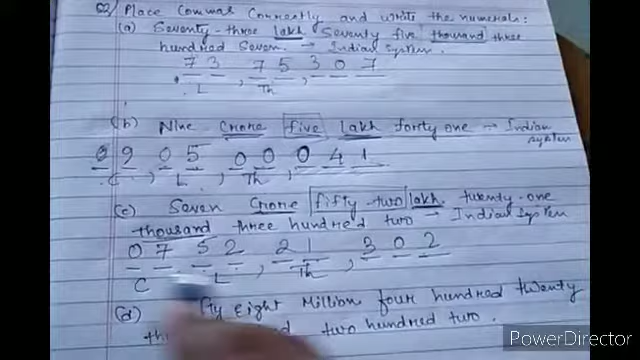 Q2) Place Commas Correctly and write the numerals:
(a) Seventy-three lakh Seventy five thousand three
hundred Seven. → Indian system.
7 3 , 7 5 , 3 0 7
L Th
(b) Nine Crore five lakh forty one → Indian
system
0 9 , 0 5 , 0 0 , 0 4 1
C L Th
(c) Seven Crore fifty-two lakh twenty-one
thousand three hundred two → Indian System
0 7 5 2 , 2 1 , 3 0 2
C L Th
(d) eight Million four hundred twenty
two hundred two.
PowerDirector